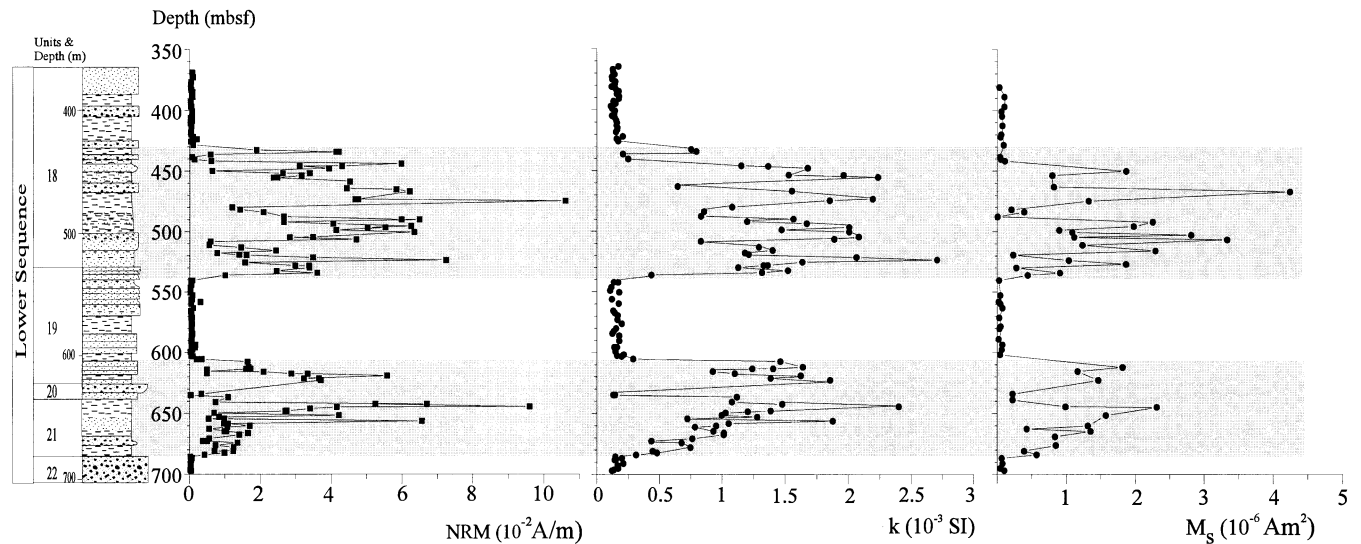 Depth (mbsf)
Units &
Depth (m)
Lower Sequence
18
19
20
21
22
400
500
600
700
350
400
450
500
550
600
650
700
0 2 4 6 8 10
NRM (10-2A/m)
0 0.5 1 1.5 2 2.5 3
k (10-3 SI)
1 2 3 4 5
Ms (10-6 Am2)